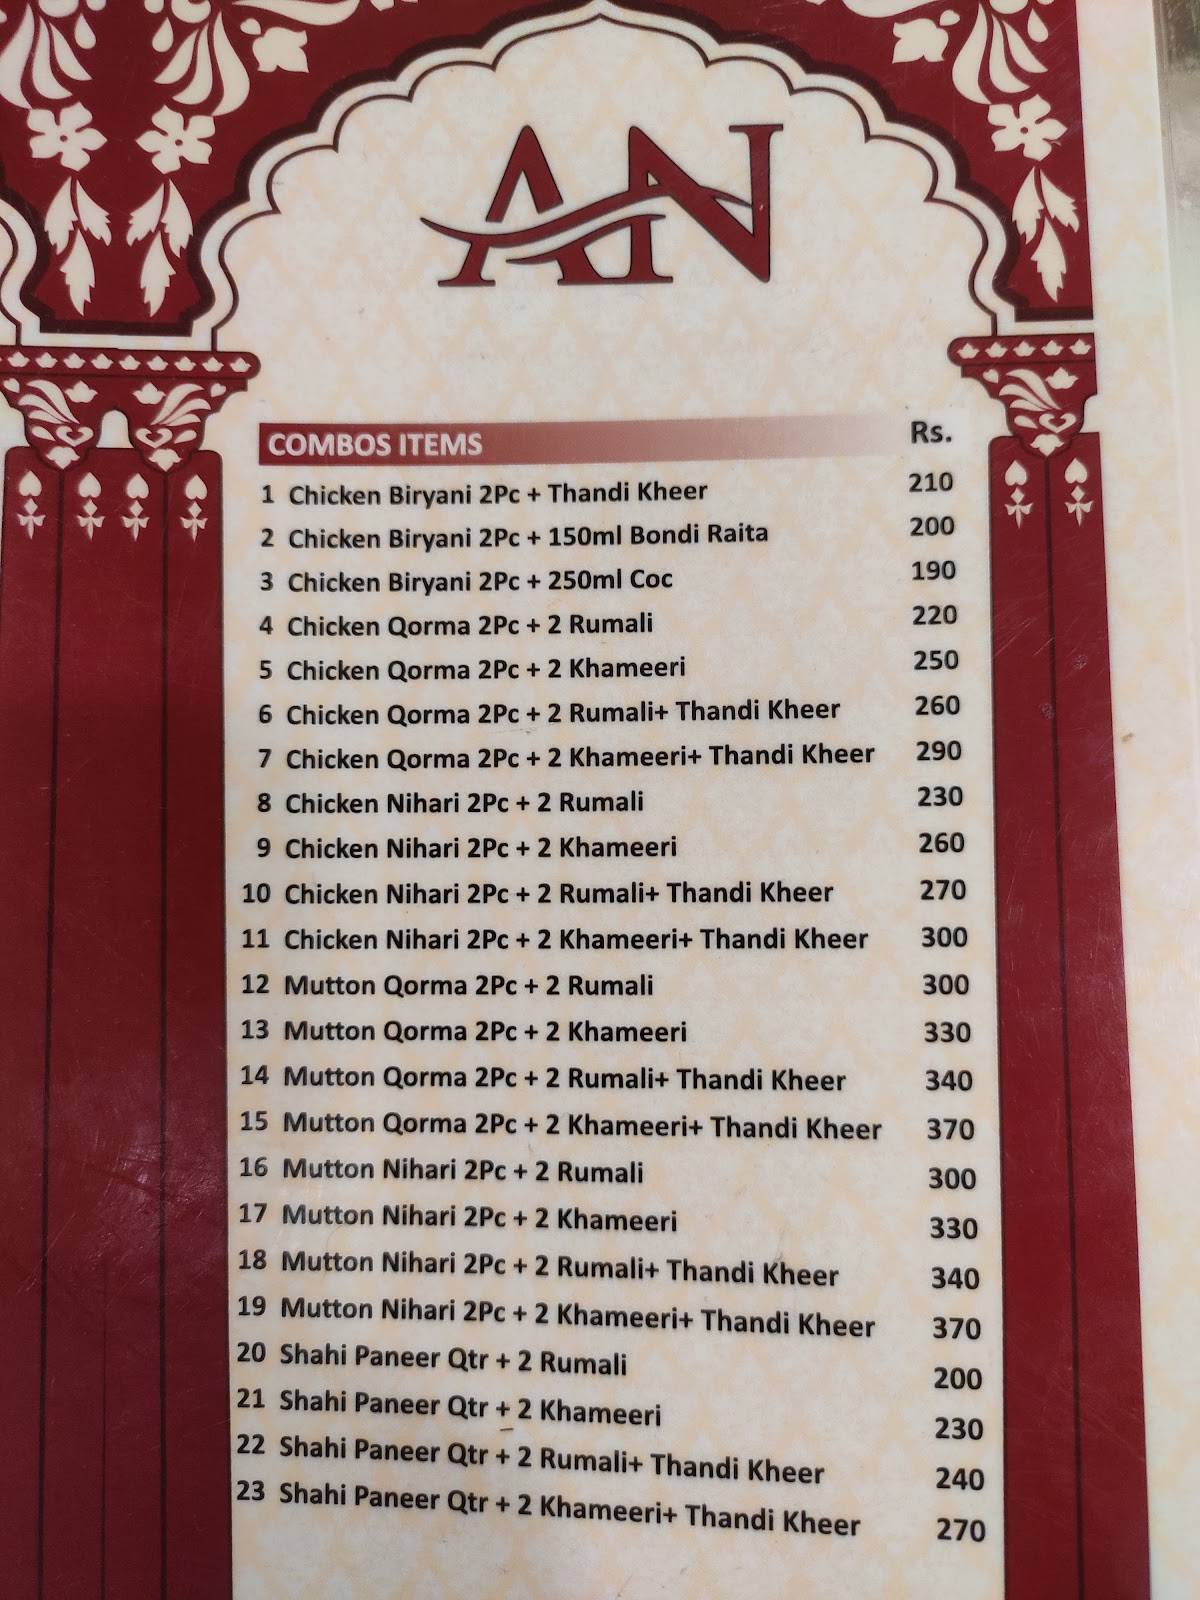 AN
COMBOS ITEMS Rs.
1 Chicken Biryani 2Pc + Thandi Kheer 210
2 Chicken Biryani 2Pc + 150ml Bondi Raita 200
3 Chicken Biryani 2Pc + 250ml Coc 190
4 Chicken Qorma 2Pc + 2 Rumali 220
5 Chicken Qorma 2Pc + 2 Khameeri 250
6 Chicken Qorma 2Pc + 2 Rumali+ Thandi Kheer 260
7 Chicken Qorma 2Pc + 2 Khameeri+ Thandi Kheer 290
8 Chicken Nihari 2Pc + 2 Rumali 230
9 Chicken Nihari 2Pc + 2 Khameeri 260
10 Chicken Nihari 2Pc + 2 Rumali+ Thandi Kheer 270
11 Chicken Nihari 2Pc + 2 Khameeri+ Thandi Kheer 300
12 Mutton Qorma 2Pc + 2 Rumali 300
13 Mutton Qorma 2Pc + 2 Khameeri 330
14 Mutton Qorma 2Pc + 2 Rumali+ Thandi Kheer 340
15 Mutton Qorma 2Pc + 2 Khameeri+ Thandi Kheer 370
16 Mutton Nihari 2Pc + 2 Rumali 300
17 Mutton Nihari 2Pc + 2 Khameeri 330
18 Mutton Nihari 2Pc + 2 Rumali+ Thandi Kheer 340
19 Mutton Nihari 2Pc + 2 Khameeri+ Thandi Kheer 370
20 Shahi Paneer Qtr + 2 Rumali 200
21 Shahi Paneer Qtr + 2 Khameeri 230
22 Shahi Paneer Qtr + 2 Rumali+ Thandi Kheer 240
23 Shahi Paneer Qtr + 2 Khameeri+ Thandi Kheer 270